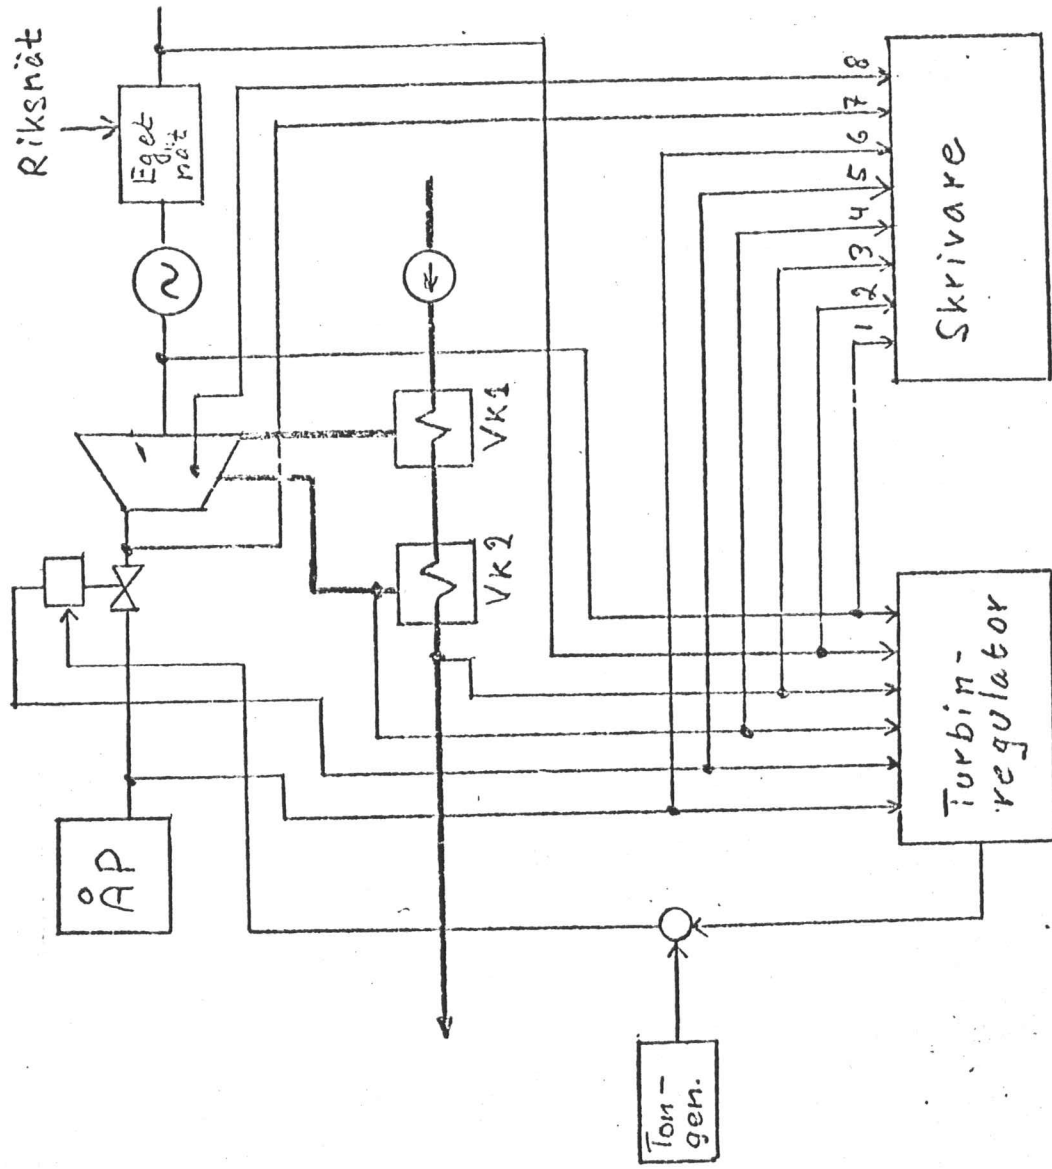 Riksnät
Eget
nät
ÅP
Vk2
Vk1
Ton-
gen.
Turbin-
regulator
1 2 3 4 5 6 7 8
Skrivare